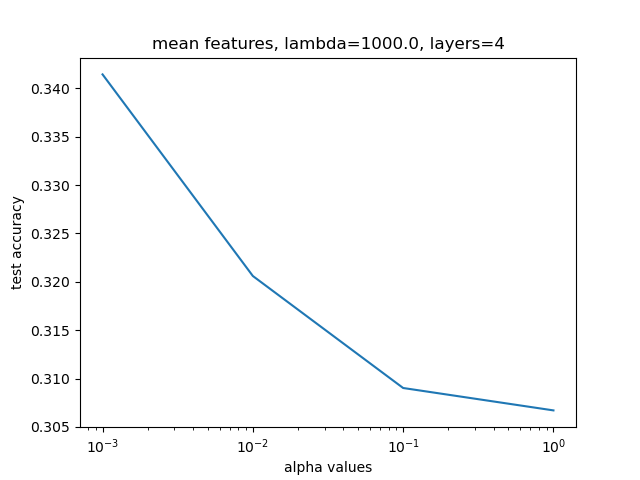 mean features, lambda=1000.0, layers=4
test accuracy
0.340
0.335
0.330
0.325
0.320
0.315
0.310
0.305
10⁻³ 10⁻² 10⁻¹ 10⁰
alpha values